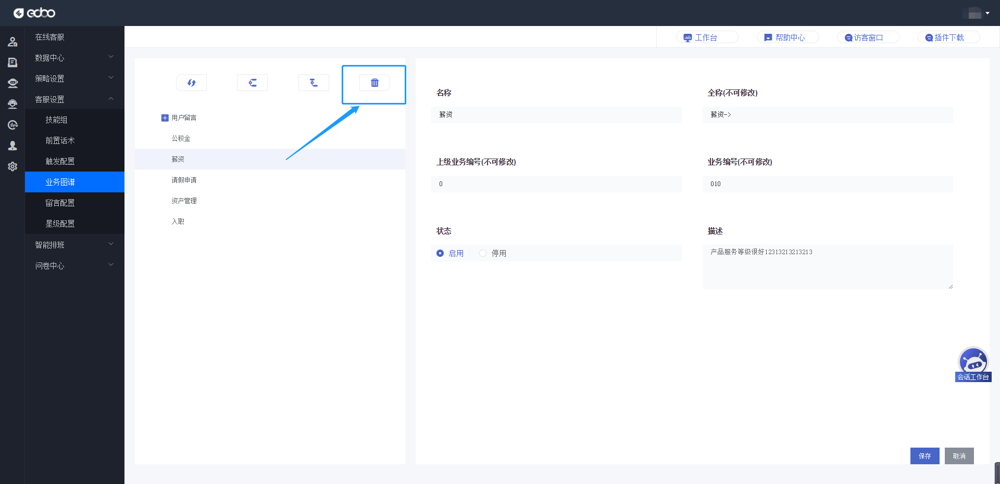 ecbo
工作台
帮助中心
访客窗口
插件下载
在线客服
数据中心
策略设置
客服设置
技能组
前置话术
触发配置
业务图谱
留言配置
星级配置
智能排班
问卷中心
用户留言
公积金
薪资
请假申请
资产管理
入职
名称
薪资
全称(不可修改)
薪资->
上级业务编号(不可修改)
0
业务编号(不可修改)
010
状态
启用
停用
描述
产品服务等级很好12313213213213
会话工作台
保存
取消